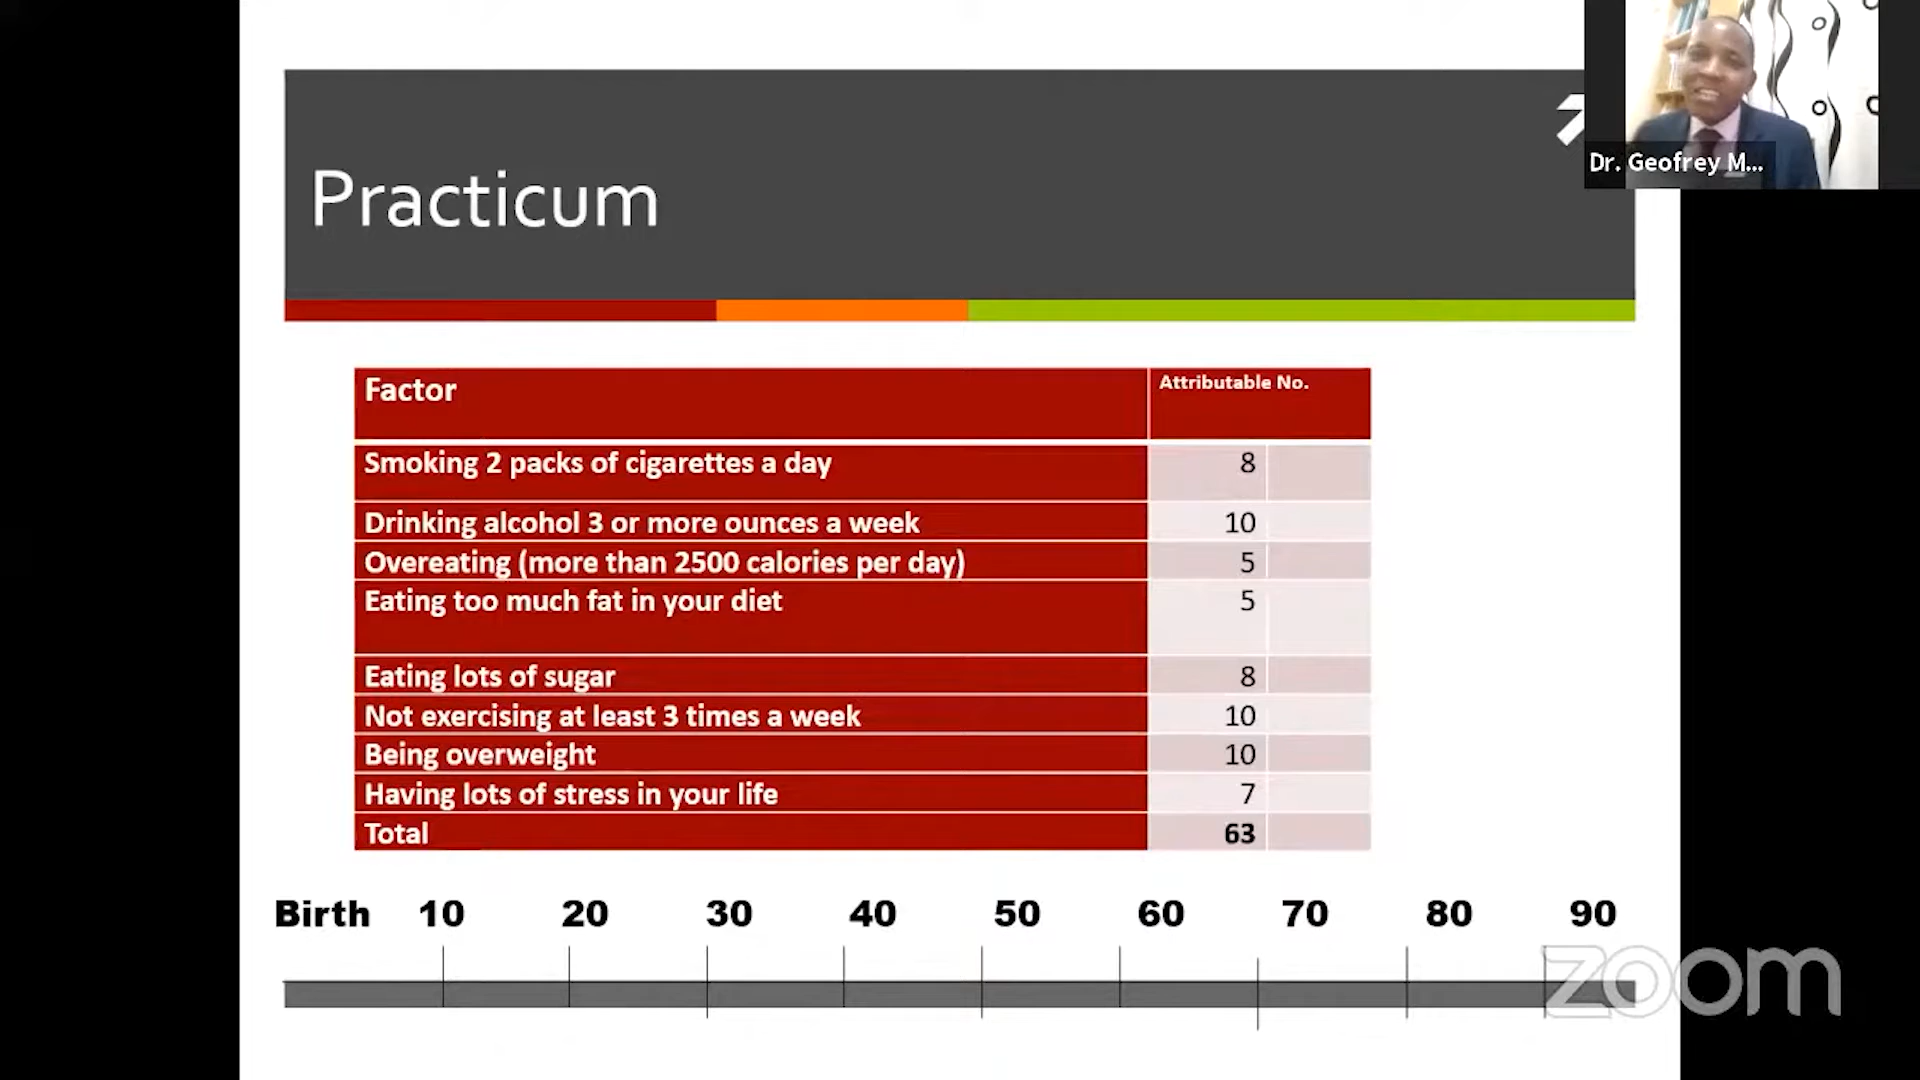 Dr. Geofrey M...
Practicum
Factor Attributable No.
Smoking 2 packs of cigarettes a day 8
Drinking alcohol 3 or more ounces a week 10
Overeating (more than 2500 calories per day) 5
Eating too much fat in your diet 5
Eating lots of sugar 8
Not exercising at least 3 times a week 10
Being overweight 10
Having lots of stress in your life 7
Total 63
Birth 10 20 30 40 50 60 70 80 90
zoom